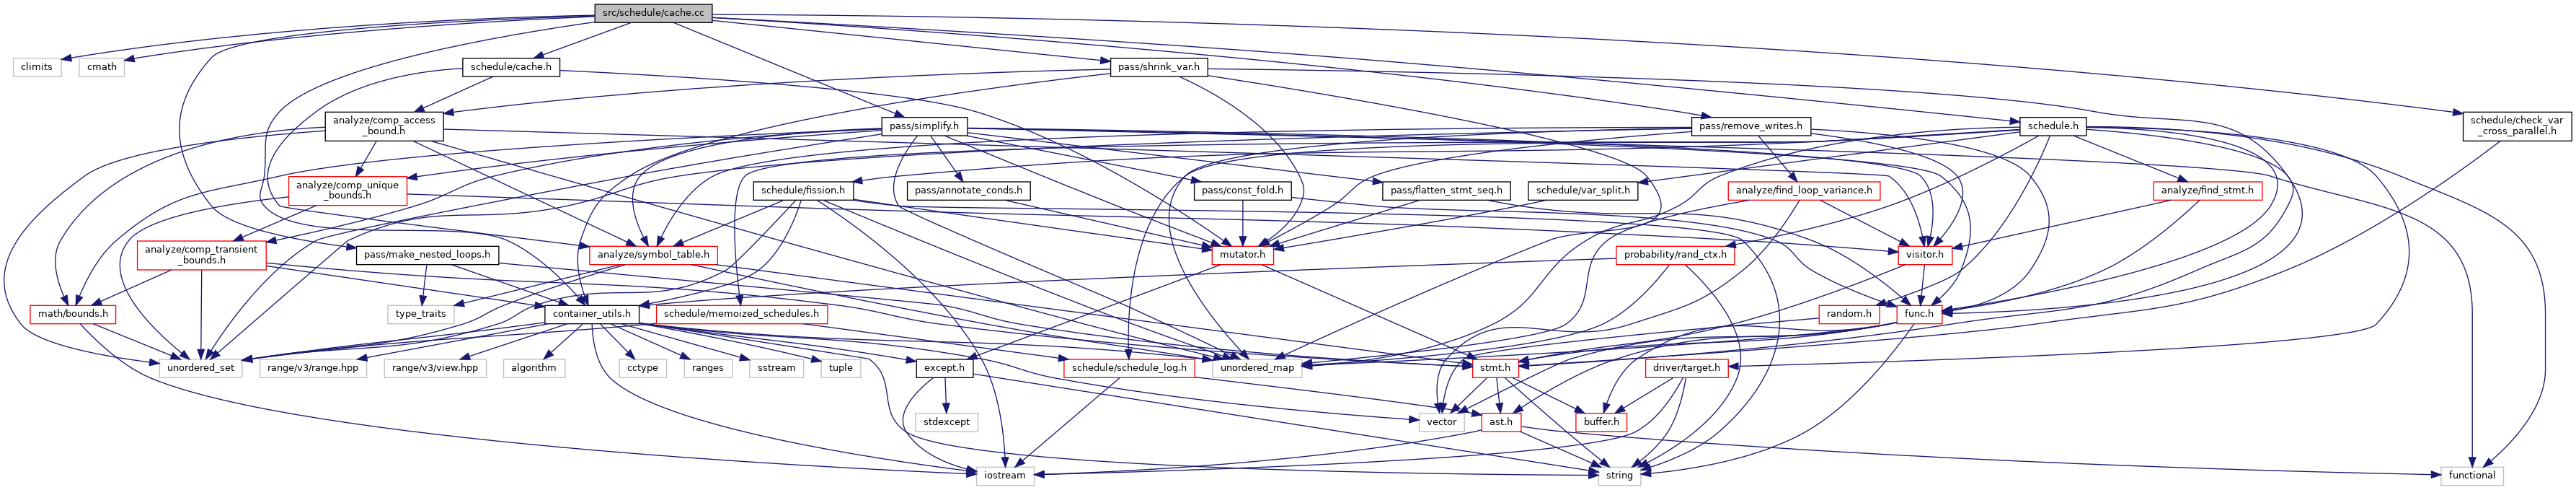 src/schedule/cache.cc
climits
cmath
schedule/cache.h
pass/shrink_var.h
analyze/comp_access
_bound.h
pass/simplify.h
pass/remove_writes.h
schedule.h
schedule/check_var
_cross_parallel.h
analyze/comp_unique
_bounds.h
schedule/fission.h
pass/annotate_conds.h
pass/const_fold.h
pass/flatten_stmt_seq.h
schedule/var_split.h
analyze/find_loop_variance.h
analyze/find_stmt.h
analyze/comp_transient
_bounds.h
pass/make_nested_loops.h
analyze/symbol_table.h
mutator.h
probability/rand_ctx.h
visitor.h
math/bounds.h
type_traits
container_utils.h
schedule/memoized_schedules.h
random.h
func.h
unordered_set
range/v3/range.hpp
range/v3/view.hpp
algorithm
cctype
ranges
sstream
tuple
except.h
schedule/schedule_log.h
unordered_map
stmt.h
driver/target.h
stdexcept
vector
ast.h
buffer.h
iostream
string
functional